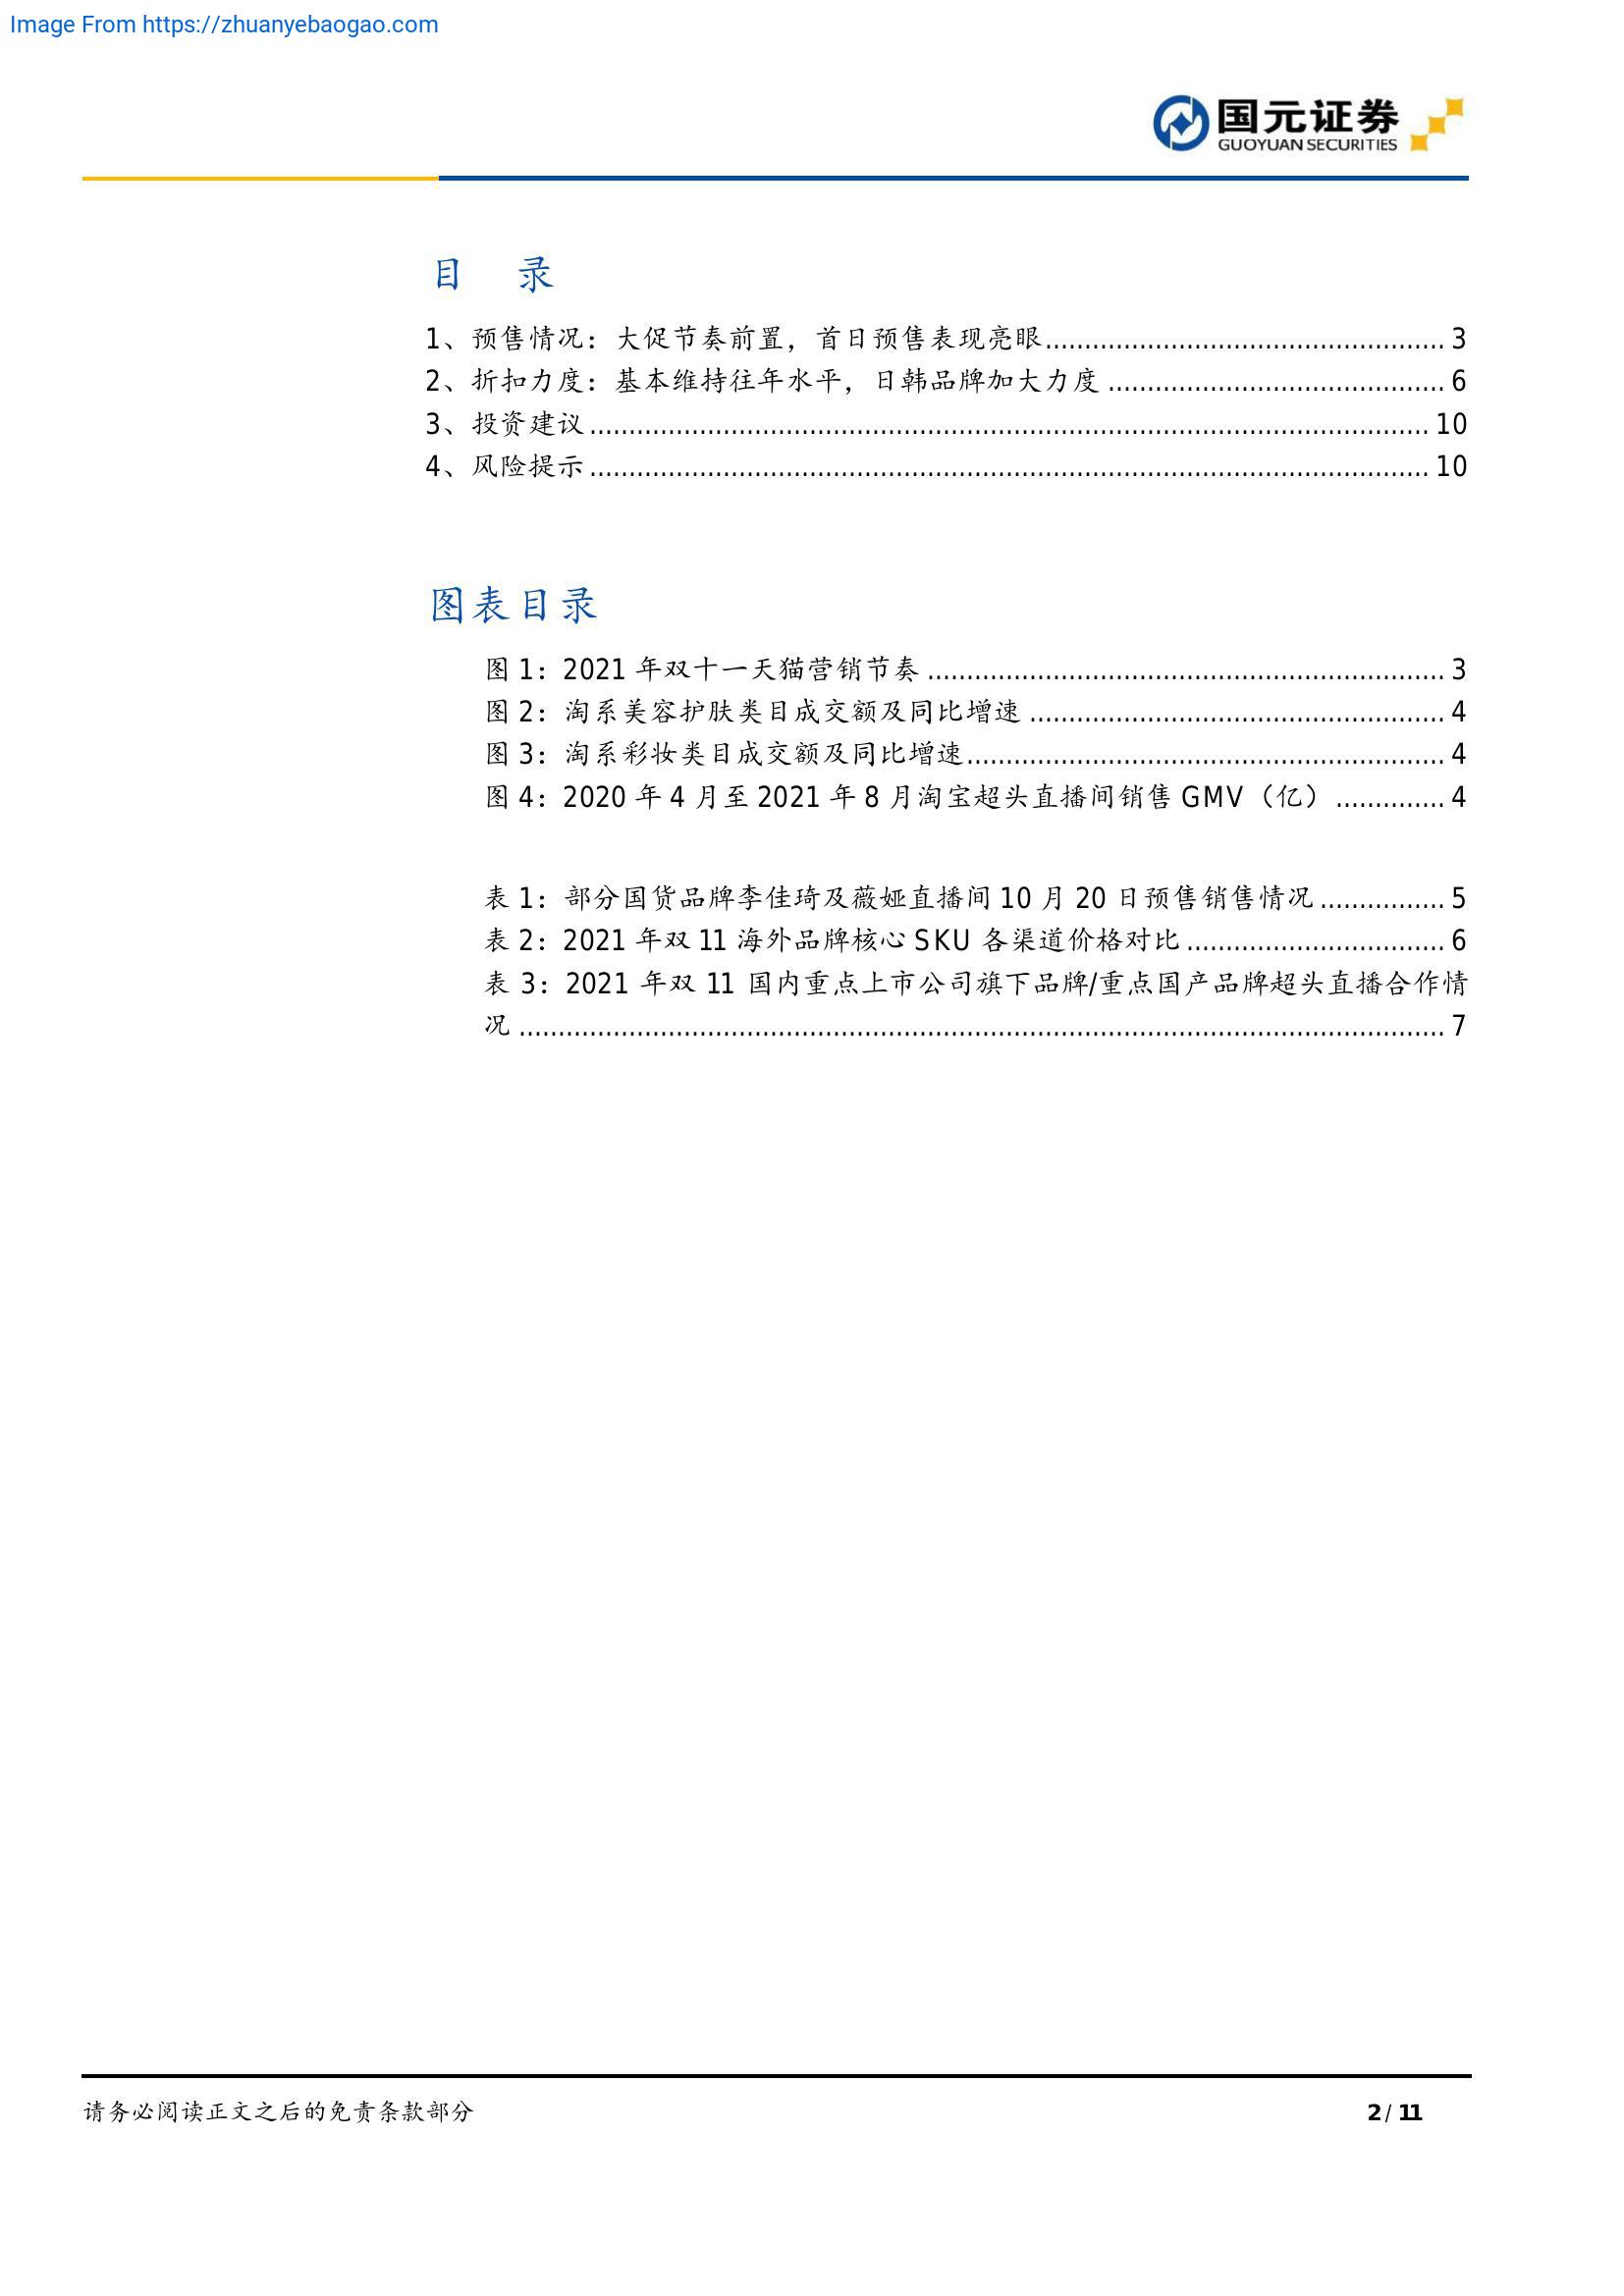 Image From https://zhuanyebaogao.com
国元证券
GUOYUAN SECURITIES
目 录
1、预售情况：大促节奏前置，首日预售表现亮眼................................................... 3
2、折扣力度：基本维持往年水平，日韩品牌加大力度 ........................................... 6
3、投资建议........................................................................................................... 10
4、风险提示........................................................................................................... 10
图表目录
图 1：2021 年双十一天猫营销节奏 .................................................................. 3
图 2：淘系美容护肤类目成交额及同比增速 ..................................................... 4
图 3：淘系彩妆类目成交额及同比增速............................................................. 4
图 4：2020 年 4 月至 2021 年 8 月淘宝超头直播间销售 GMV（亿） .............. 4
表 1：部分国货品牌李佳琦及薇娅直播间 10 月 20 日预售销售情况 ................ 5
表 2：2021 年双 11 海外品牌核心 SKU 各渠道价格对比................................. 6
表 3：2021 年双 11 国内重点上市公司旗下品牌/重点国产品牌超头直播合作情
况 ....................................................................................................................... 7
请务必阅读正文之后的免责条款部分
2 / 11